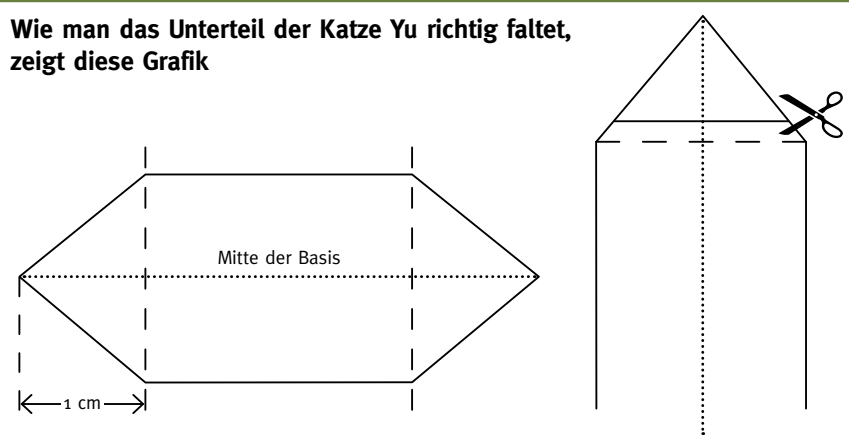 Wie man das Unterteil der Katze Yu richtig faltet,
zeigt diese Grafik
Mitte der Basis
1 cm